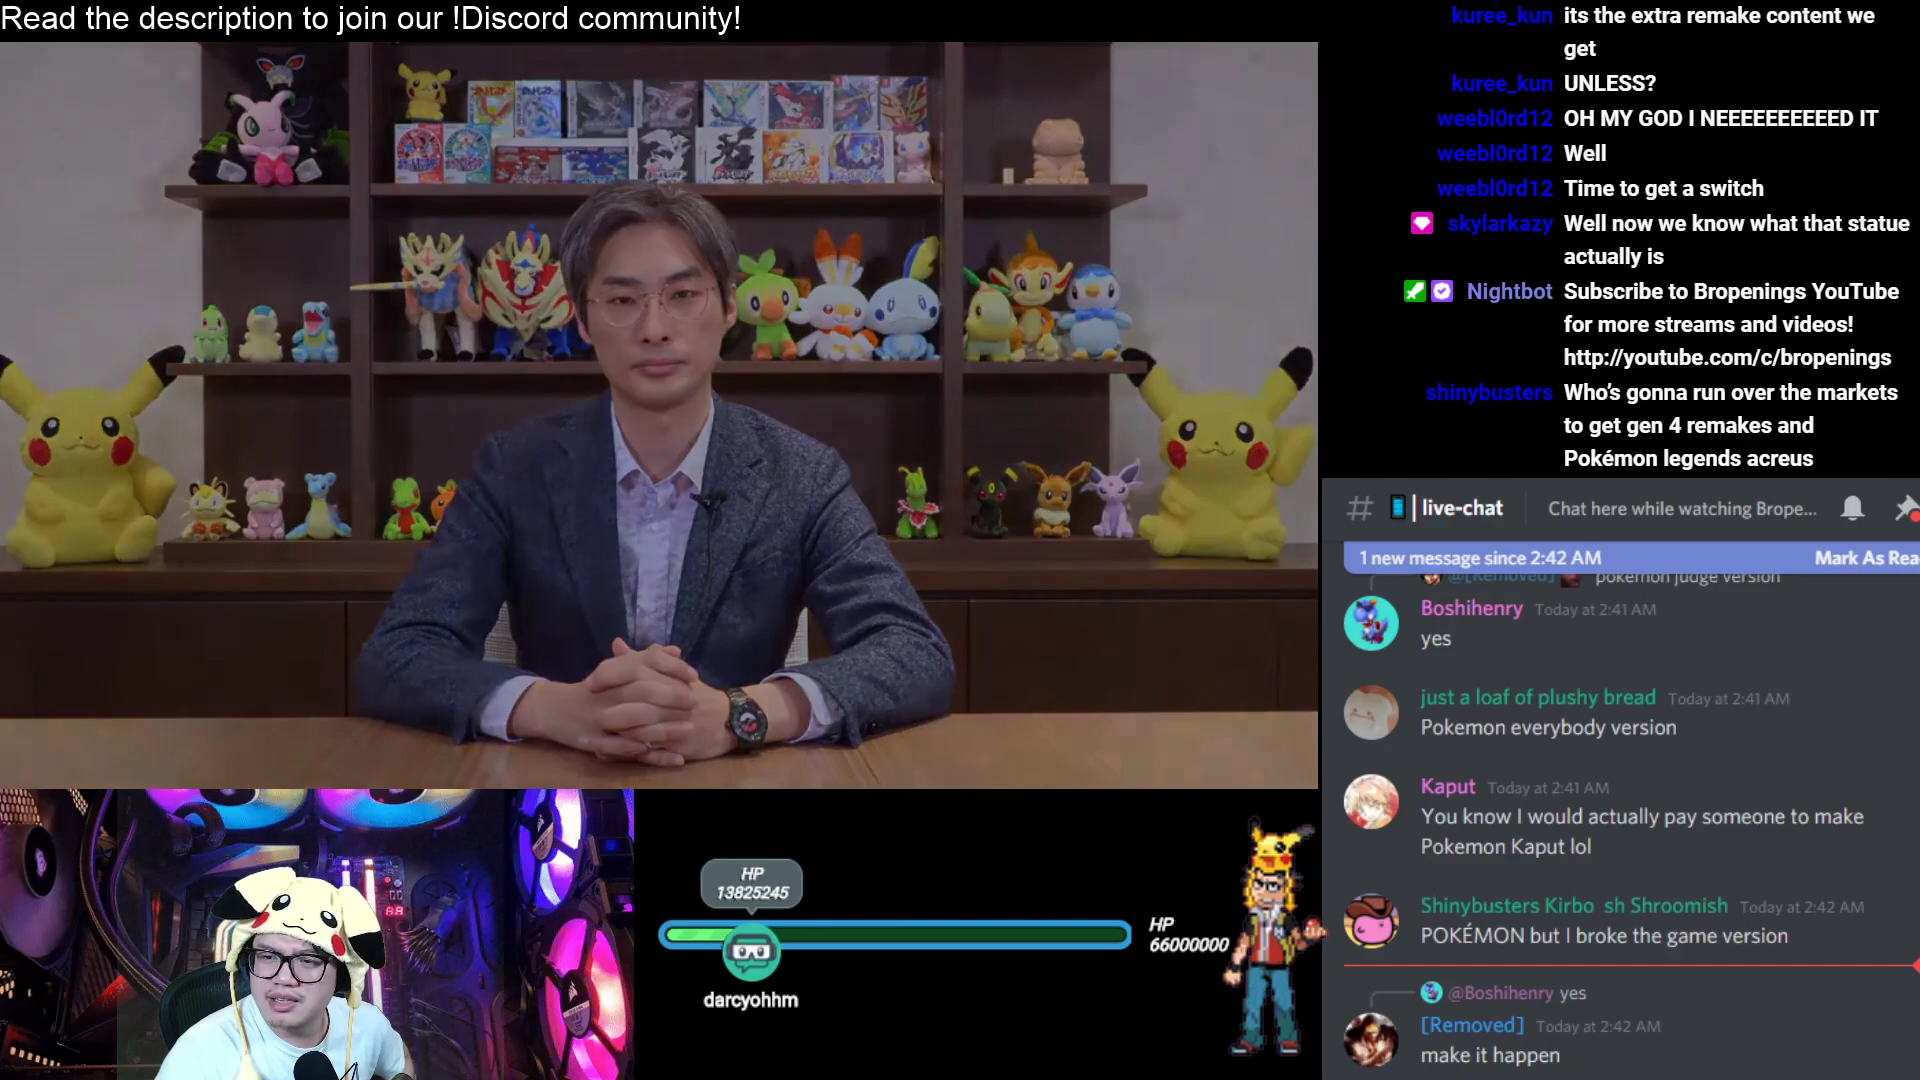 Read the description to join our !Discord community!
kuree_kun its the extra remake content we
get
kuree_kun UNLESS?
weebl0rd12 OH MY GOD I NEEEEEEEEEED IT
weebl0rd12 Well
weebl0rd12 Time to get a switch
skylarkazy Well now we know what that statue
actually is
Nightbot Subscribe to Bropenings YouTube
for more streams and videos!
http://youtube.com/c/bropenings
shinybusters Who's gonna run over the markets
to get gen 4 remakes and
Pokémon legends acreus
# | live-chat Chat here while watching Brope...
1 new message since 2:42 AM Mark As Rea
@[Removed] pokemon judge version
Boshihenry Today at 2:41 AM
yes
just a loaf of plushy bread Today at 2:41 AM
Pokemon everybody version
Kaput Today at 2:41 AM
You know I would actually pay someone to make
Pokemon Kaput lol
Shinybusters Kirbo sh Shroomish Today at 2:42 AM
POKÉMON but I broke the game version
@Boshihenry yes
[Removed] Today at 2:42 AM
make it happen
HP
13825245
HP
66000000
darcyohhm